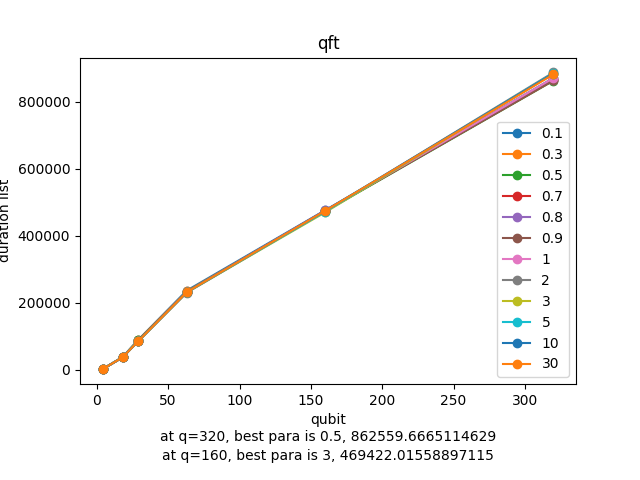 qft
800000
600000
400000
200000
0
duration list
0 50 100 150 200 250 300
qubit
0.1
0.3
0.5
0.7
0.8
0.9
1
2
3
5
10
30
at q=320, best para is 0.5, 862559.6665114629
at q=160, best para is 3, 469422.01558897115